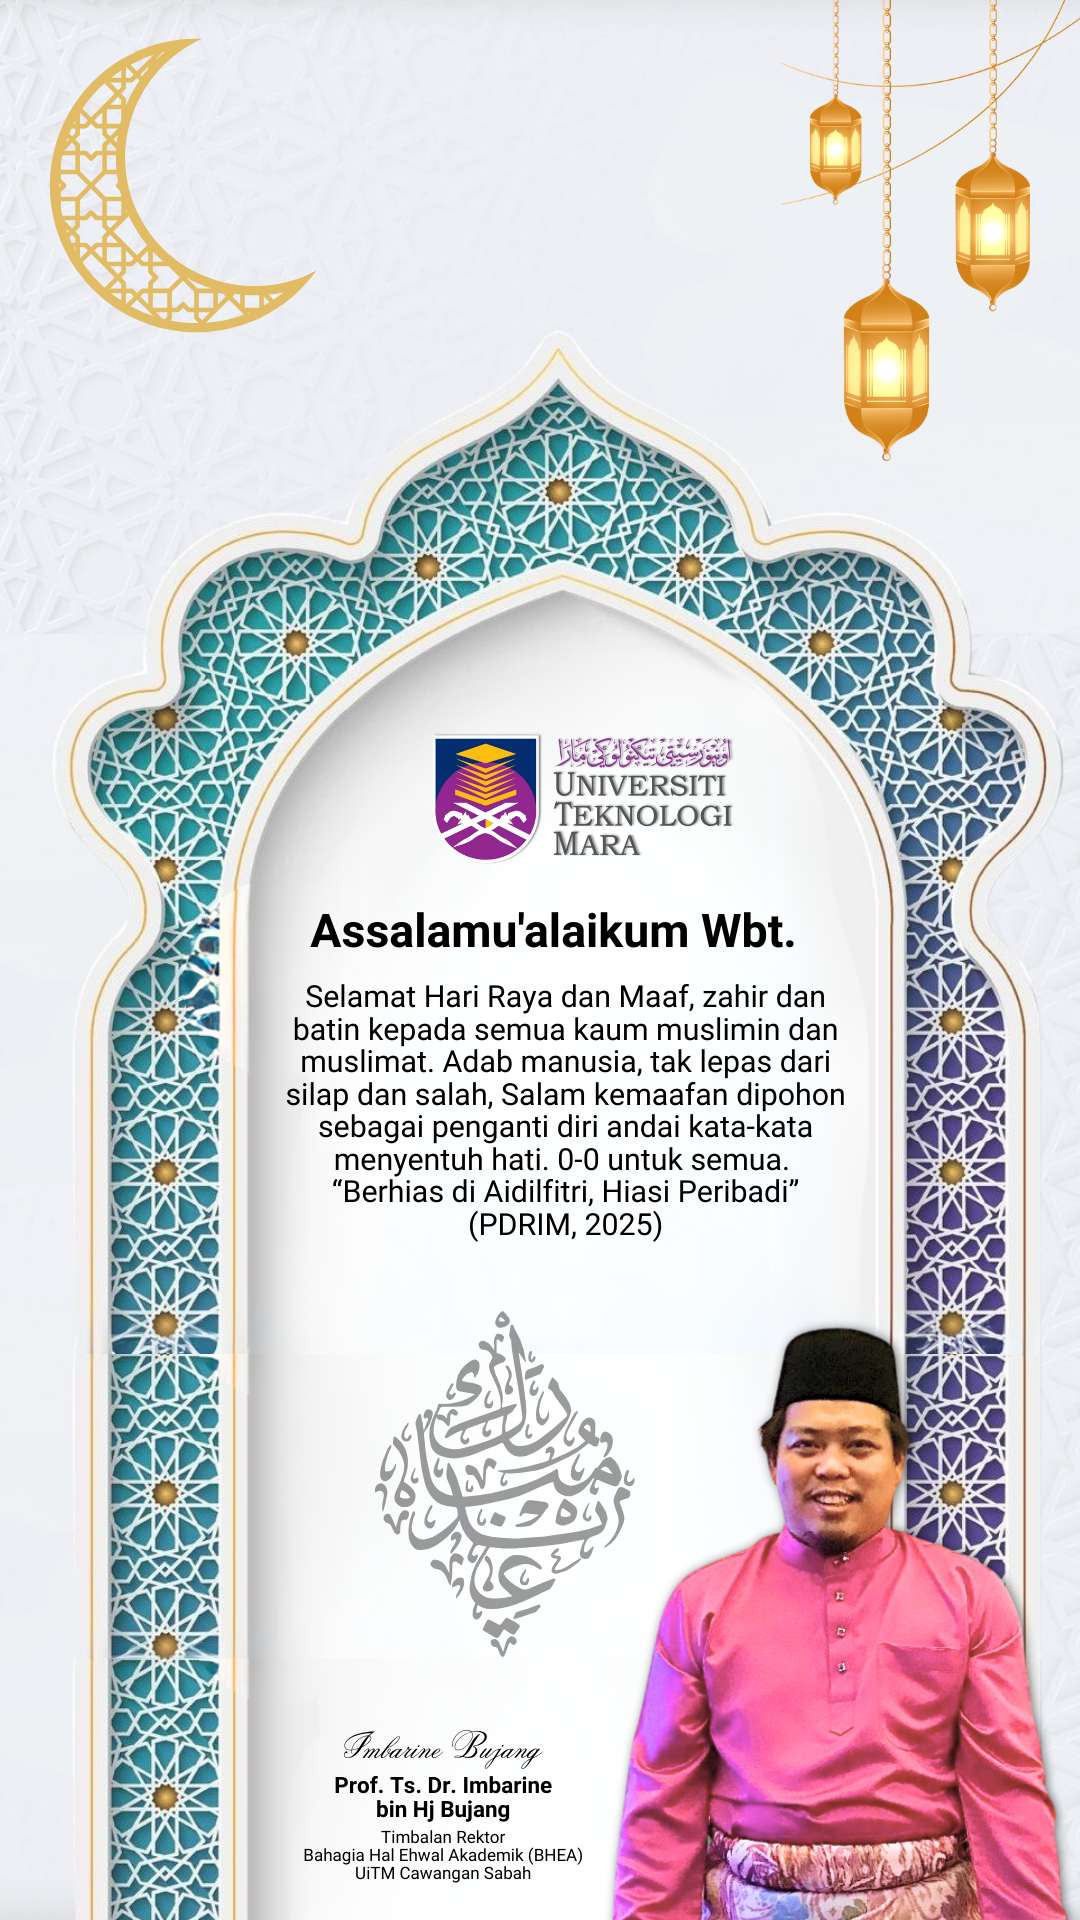 اونيۏرسيتي تيكنولوڬي مارا
UNIVERSITI
TEKNOLOGI
MARA
Assalamu'alaikum Wbt.
Selamat Hari Raya dan Maaf, zahir dan
batin kepada semua kaum muslimin dan
muslimat. Adab manusia, tak lepas dari
silap dan salah, Salam kemaafan dipohon
sebagai penganti diri andai kata-kata
menyentuh hati. 0-0 untuk semua.
“Berhias di Aidilfitri, Hiasi Peribadi”
(PDRIM, 2025)
عيد مبارك
Imbarine Bujang
Prof. Ts. Dr. Imbarine
bin Hj Bujang
Timbalan Rektor
Bahagia Hal Ehwal Akademik (BHEA)
UiTM Cawangan Sabah